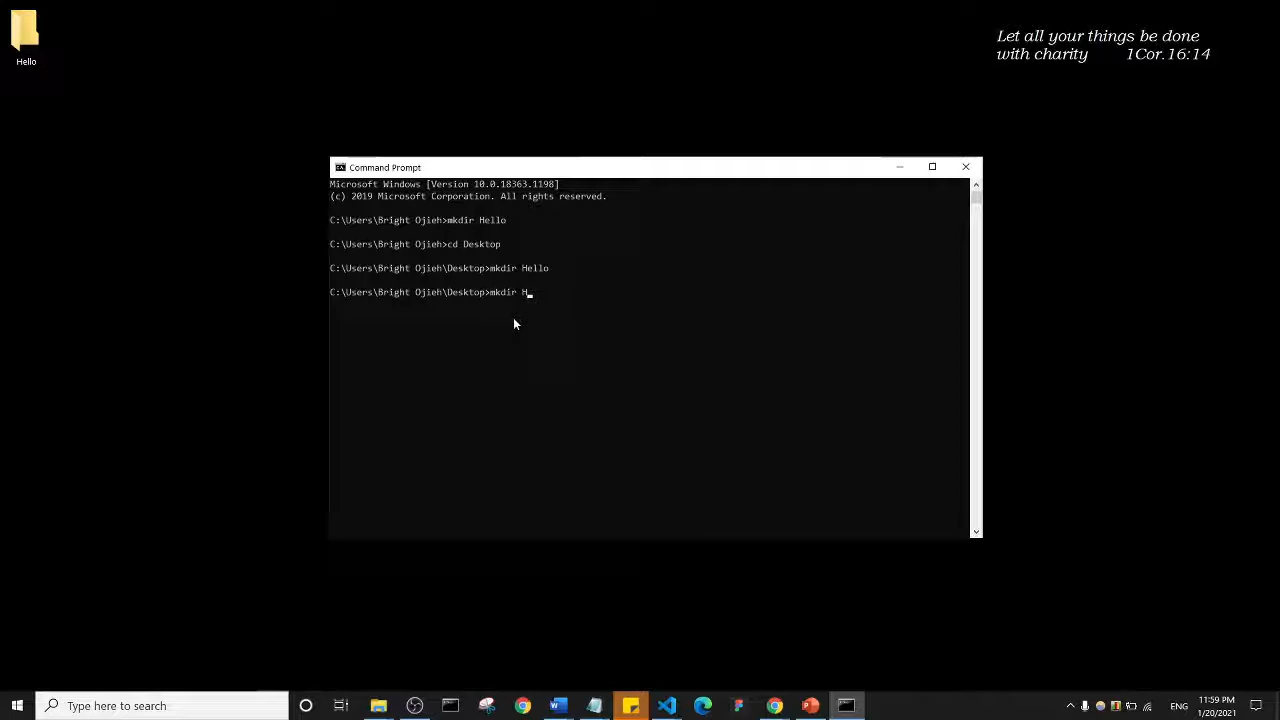 Let all your things be done
with charity 1Cor.16:14
Hello
Command Prompt
Microsoft Windows [Version 10.0.18363.1198]
(c) 2019 Microsoft Corporation. All rights reserved.
C:\Users\Bright Ojieh>mkdir Hello
C:\Users\Bright Ojieh>cd Desktop
C:\Users\Bright Ojieh\Desktop>mkdir Hello
C:\Users\Bright Ojieh\Desktop>mkdir H_
Type here to search
ENG
11:59 PM
1/20/2021